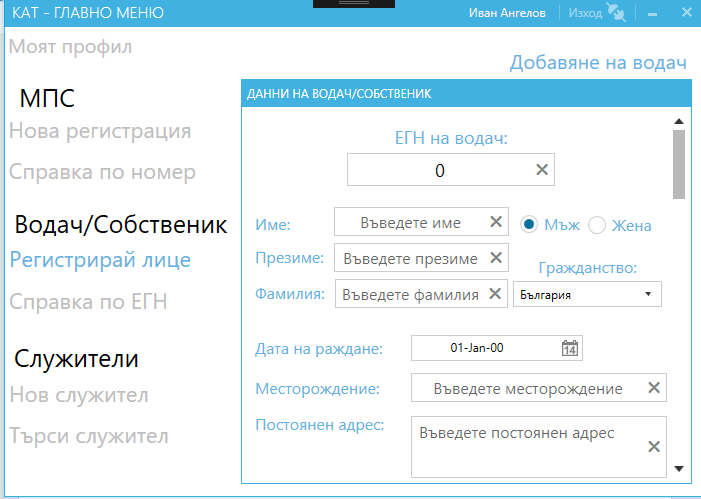 КАТ - ГЛАВНО МЕНЮ
Иван Ангелов
Изход
Моят профил
МПС
Нова регистрация
Справка по номер
Водач/Собственик
Регистрирай лице
Справка по ЕГН
Служители
Нов служител
Търси служител
Добавяне на водач
ДАННИ НА ВОДАЧ/СОБСТВЕНИК
ЕГН на водач:
0
Име: Въведете име Мъж Жена
Презиме: Въведете презиме
Гражданство:
Фамилия: Въведете фамилия България
Дата на раждане: 01-Jan-00 14
Месторождение: Въведете месторождение
Постоянен адрес: Въведете постоянен адрес